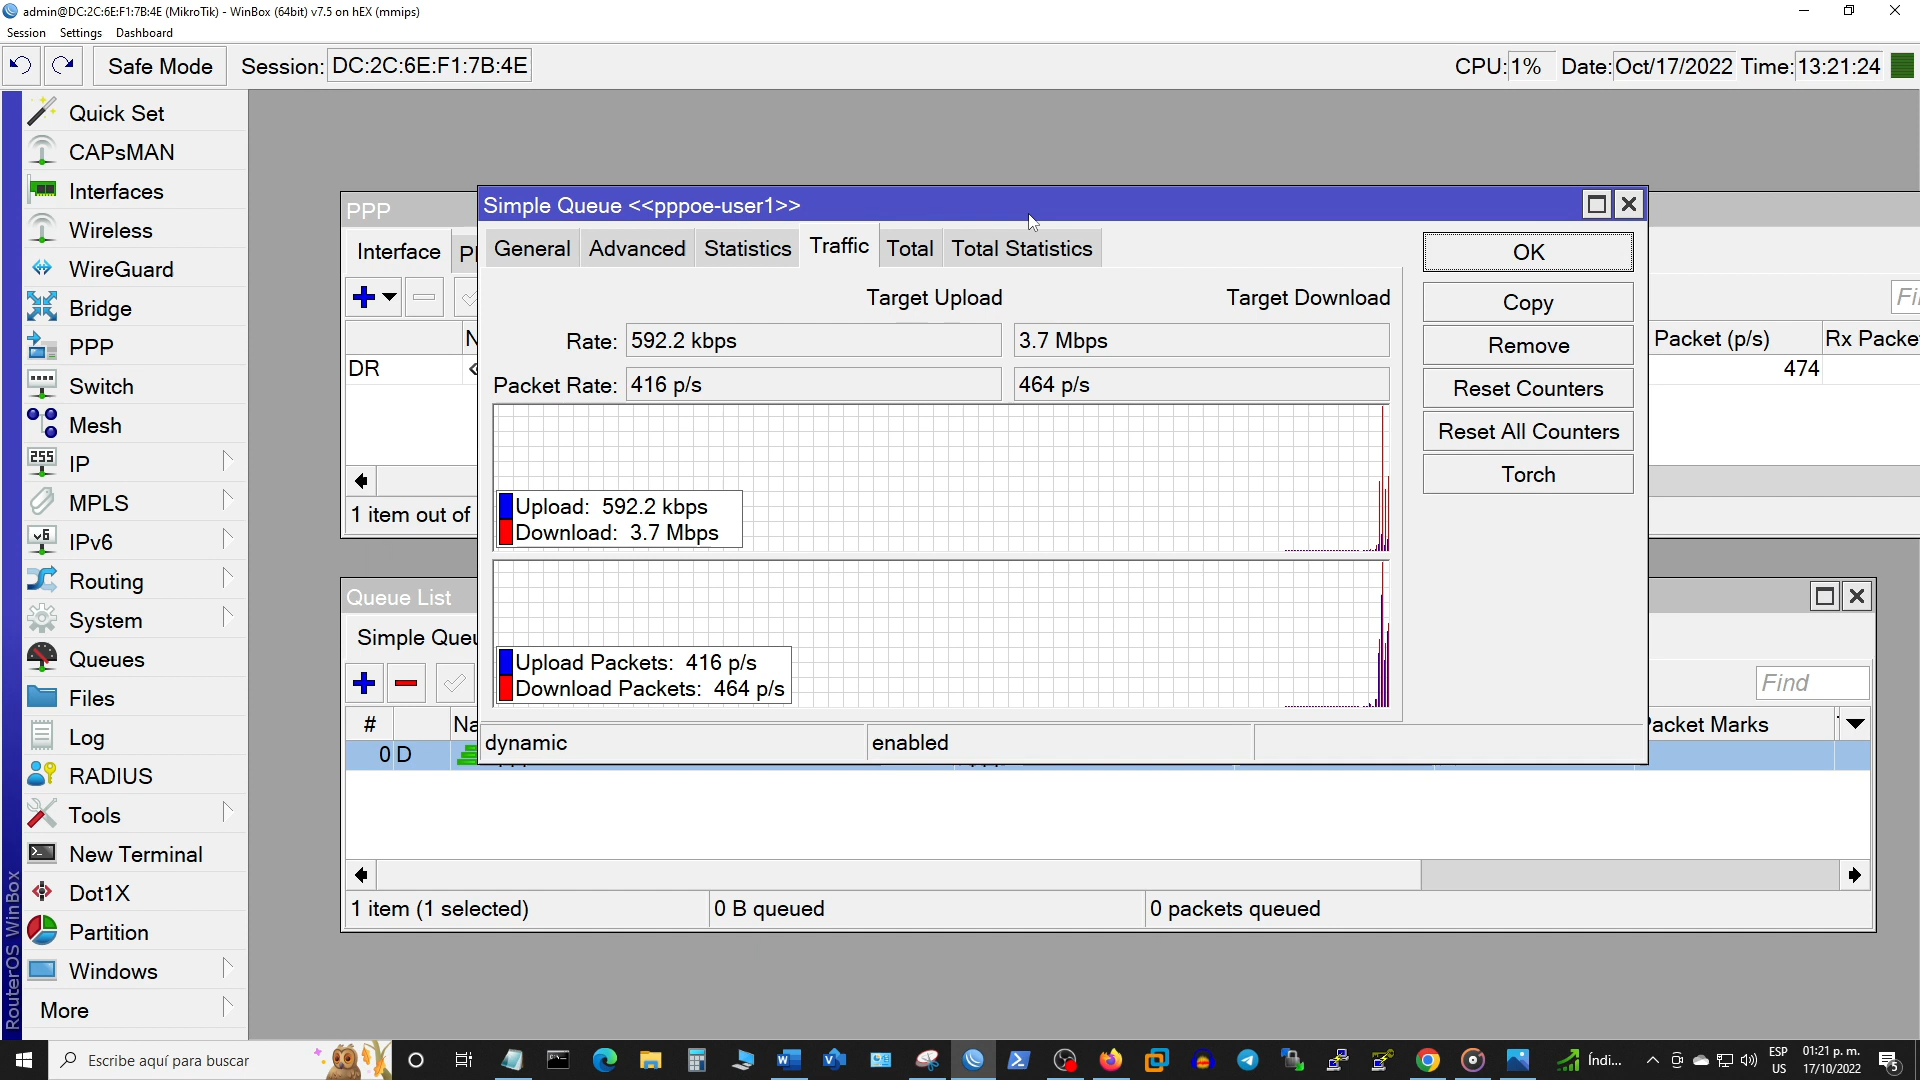 admin@DC:2C:6E:F1:7B:4E (MikroTik) - WinBox (64bit) v7.5 on hEX (mmips)
Session Settings Dashboard
Safe Mode Session: DC:2C:6E:F1:7B:4E CPU: 1% Date: Oct/17/2022 Time: 13:21:24
Quick Set
CAPsMAN
Interfaces
Wireless
WireGuard
Bridge
PPP
Switch
Mesh
IP
MPLS
IPv6
Routing
System
Queues
Files
Log
RADIUS
Tools
New Terminal
Dot1X
Partition
Windows
More
RouterOS WinBox
PPP
Interface
DR
1 item out of
Packet (p/s) Rx Packe
474
Simple Queue <<pppoe-user1>>
General Advanced Statistics Traffic Total Total Statistics
Target Upload Target Download
Rate: 592.2 kbps 3.7 Mbps
Packet Rate: 416 p/s 464 p/s
Upload: 592.2 kbps
Download: 3.7 Mbps
Upload Packets: 416 p/s
Download Packets: 464 p/s
dynamic enabled
OK
Copy
Remove
Reset Counters
Reset All Counters
Torch
Queue List
Simple Queu
Find
# Na acket Marks
0 D
1 item (1 selected) 0 B queued 0 packets queued
Escribe aquí para buscar
Índi...
ESP
US
01:21 p. m.
17/10/2022
5